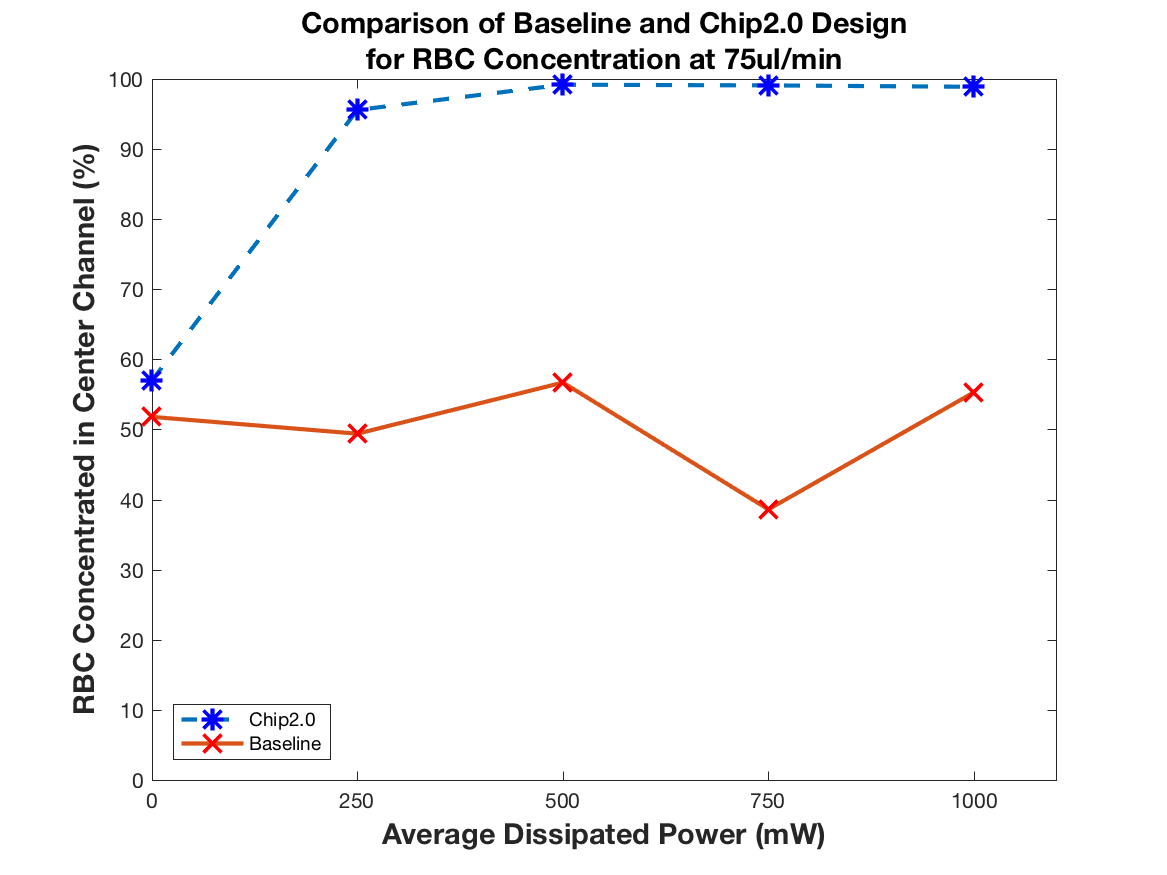 Comparison of Baseline and Chip2.0 Design
for RBC Concentration at 75ul/min
100
90
80
70
60
50
40
30
20
10
0
RBC Concentrated in Center Channel (%)
Chip2.0
Baseline
0 250 500 750 1000
Average Dissipated Power (mW)